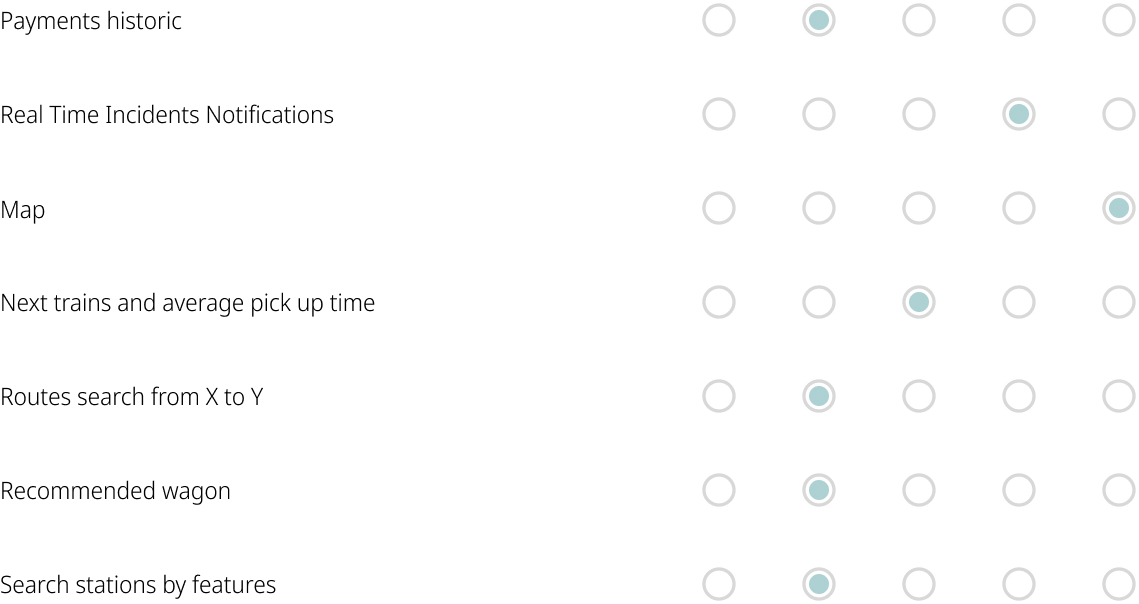 Payments historic
Real Time Incidents Notifications
Map
Next trains and average pick up time
Routes search from X to Y
Recommended wagon
Search stations by features